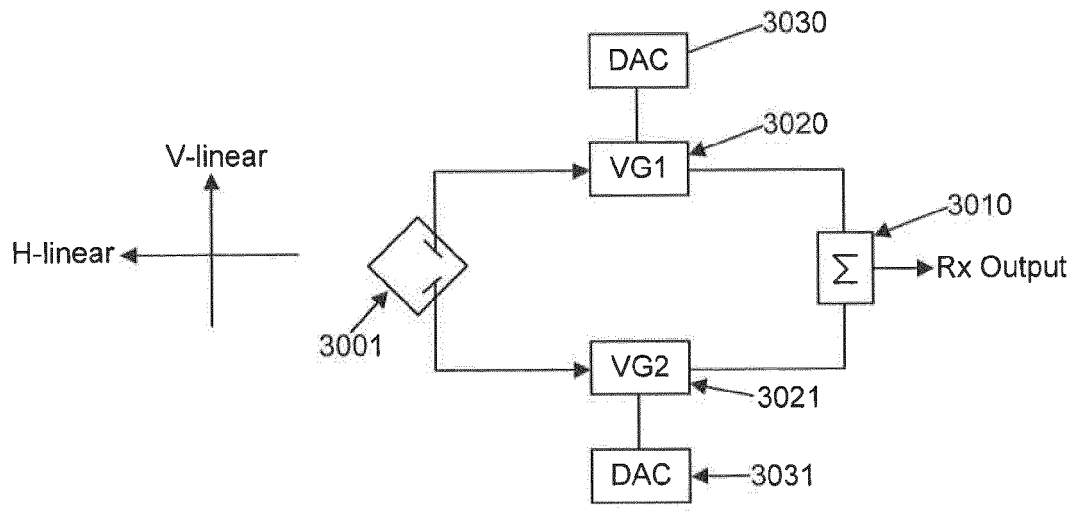 3030
DAC
3020
VG1
V-linear
3010
H-linear
Σ
Rx Output
3001
VG2
3021
DAC
3031